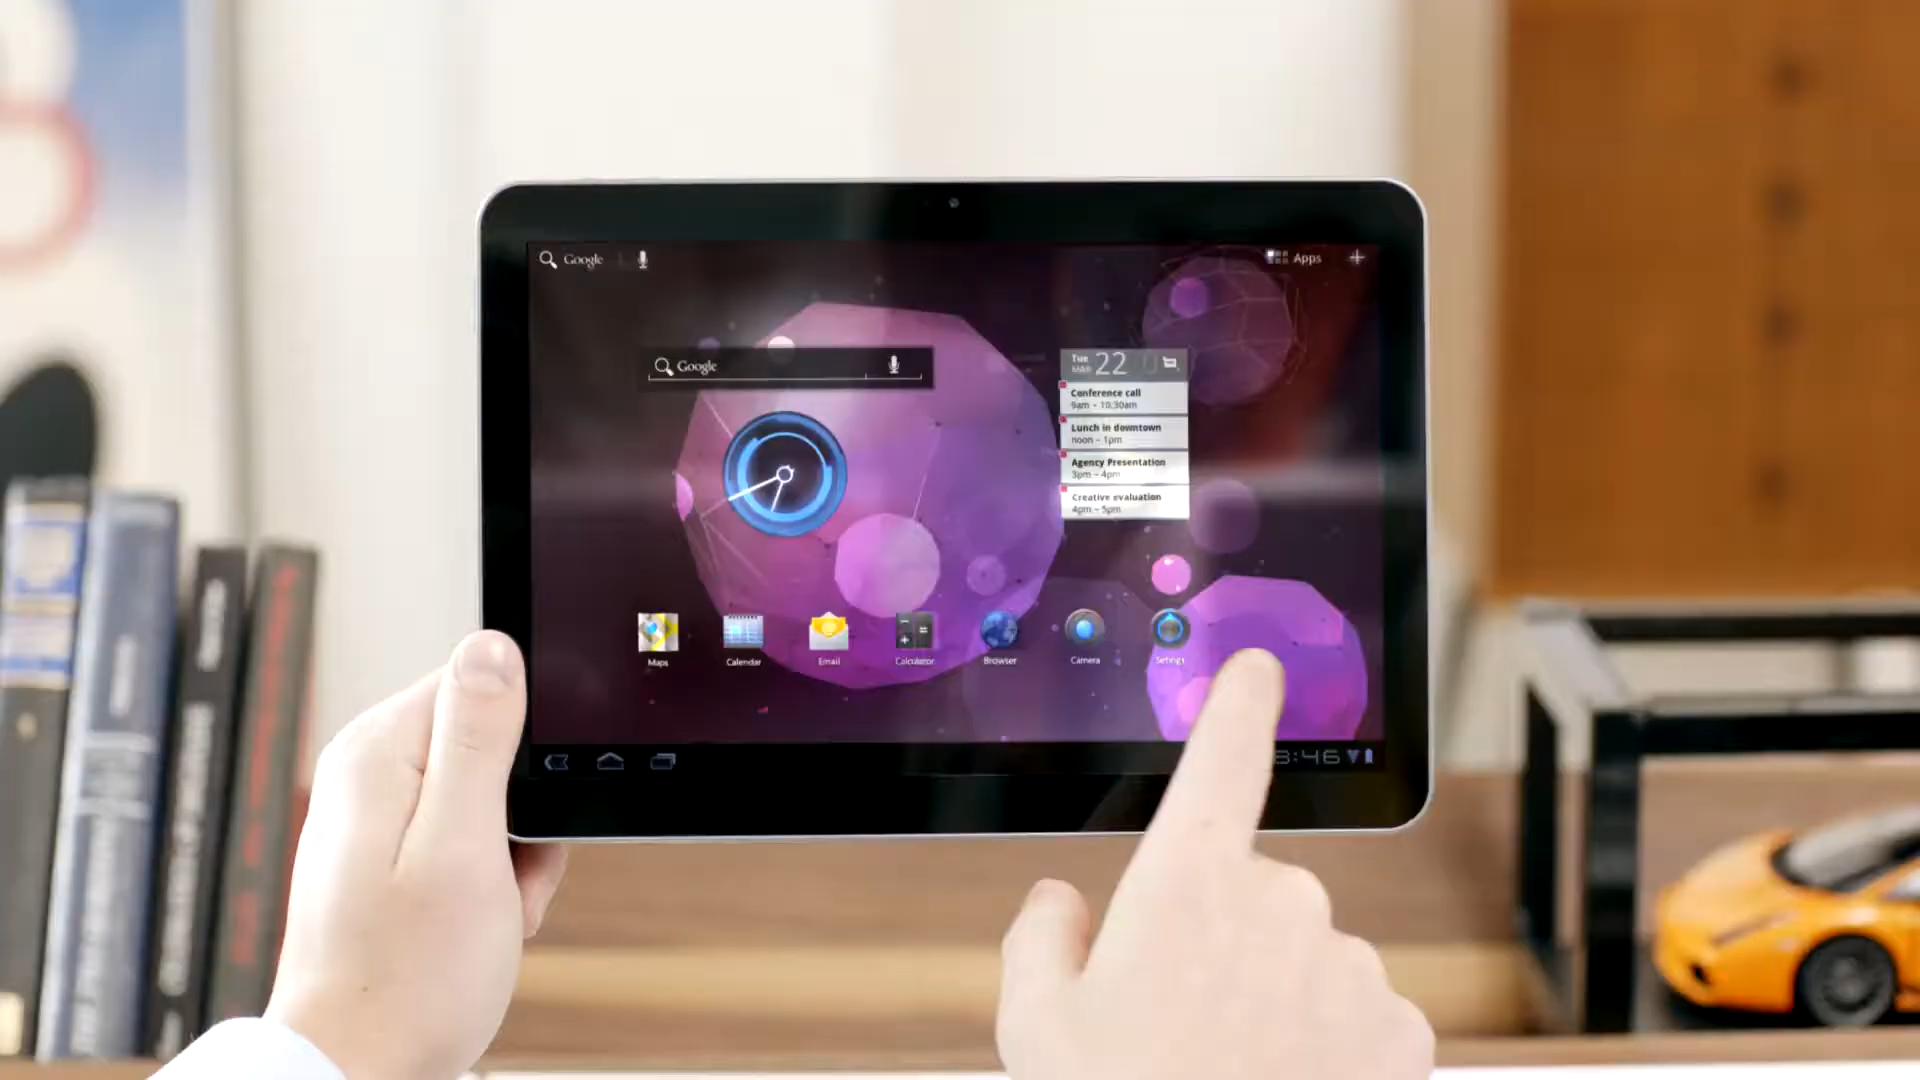 Google
Apps
Google
Tue
MAR
22
Conference call
9am - 10.30am
Lunch in downtown
noon - 1pm
Agency Presentation
3pm - 4pm
Creative evaluation
4pm - 5pm
Maps
Calendar
Email
Calculator
Browser
Camera
Settings
8:46